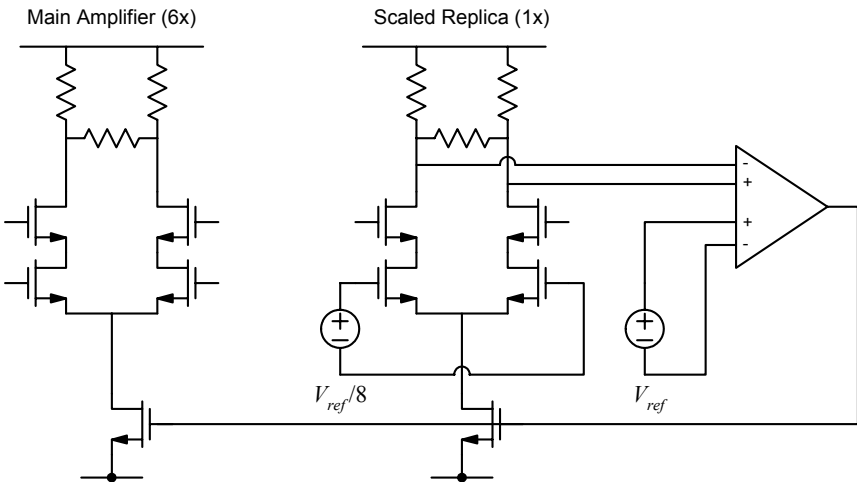 Main Amplifier (6x)
Scaled Replica (1x)
-
+
+
-
+
-
+
-
V_ref/8
V_ref